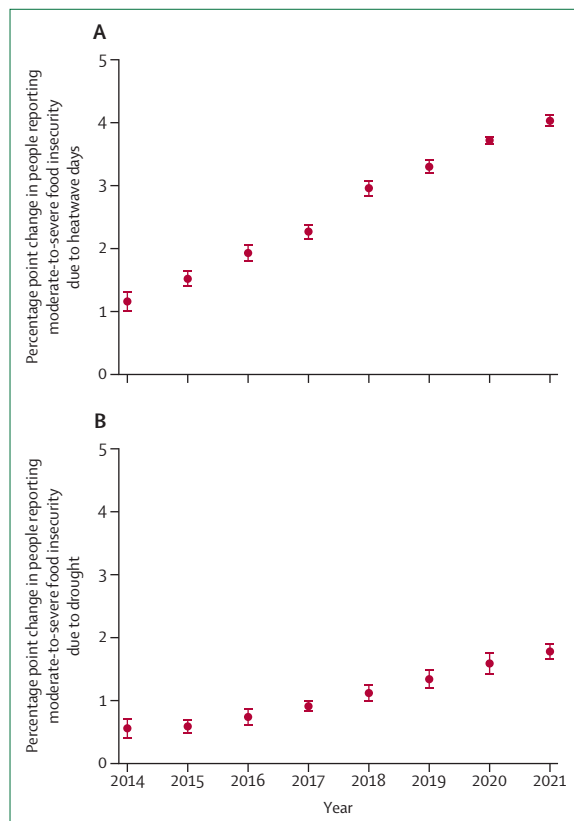 A
Percentage point change in people reporting
moderate-to-severe food insecurity
due to heatwave days
5
4
3
2
1
0
B
Percentage point change in people reporting
moderate-to-severe food insecurity
due to drought
5
4
3
2
1
0
2014 2015 2016 2017 2018 2019 2020 2021
Year